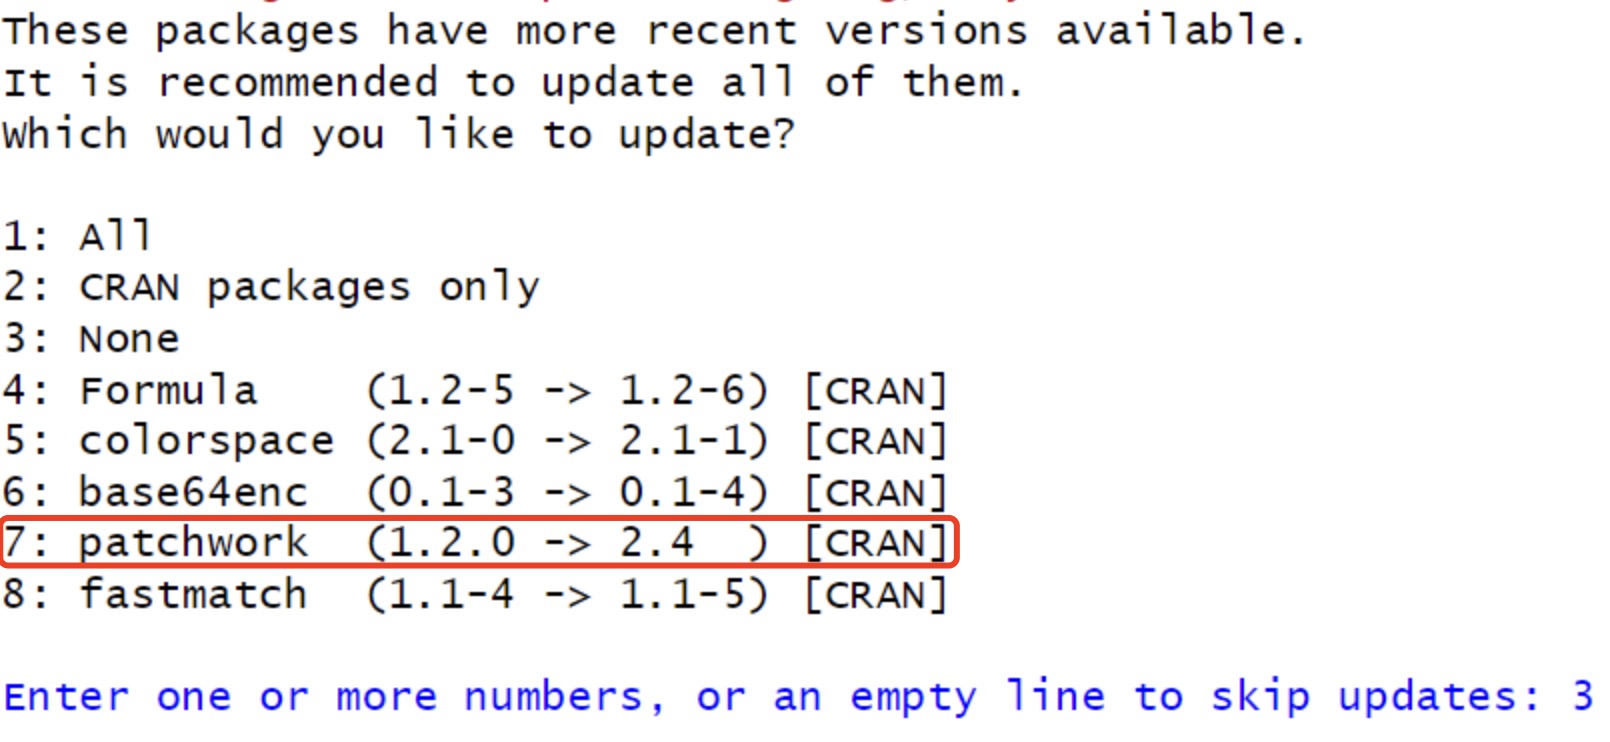 These packages have more recent versions available.
It is recommended to update all of them.
Which would you like to update?
1: All
2: CRAN packages only
3: None
4: Formula    (1.2-5 -> 1.2-6) [CRAN]
5: colorspace (2.1-0 -> 2.1-1) [CRAN]
6: base64enc  (0.1-3 -> 0.1-4) [CRAN]
7: patchwork  (1.2.0 -> 2.4  ) [CRAN]
8: fastmatch  (1.1-4 -> 1.1-5) [CRAN]
Enter one or more numbers, or an empty line to skip updates: 3